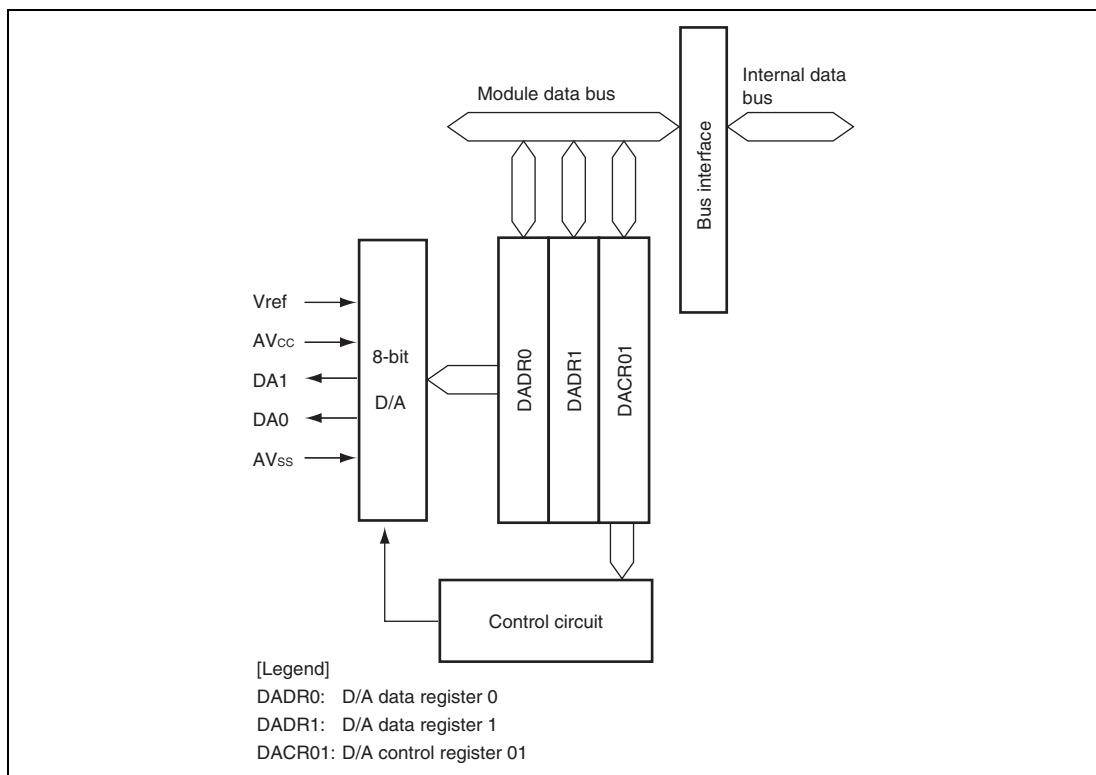 Module data bus
Internal data
bus
Bus interface
Vref
AVCC
DA1
DA0
AVSS
8-bit
D/A
DADR0
DADR1
DACR01
Control circuit
[Legend]
DADR0: D/A data register 0
DADR1: D/A data register 1
DACR01: D/A control register 01